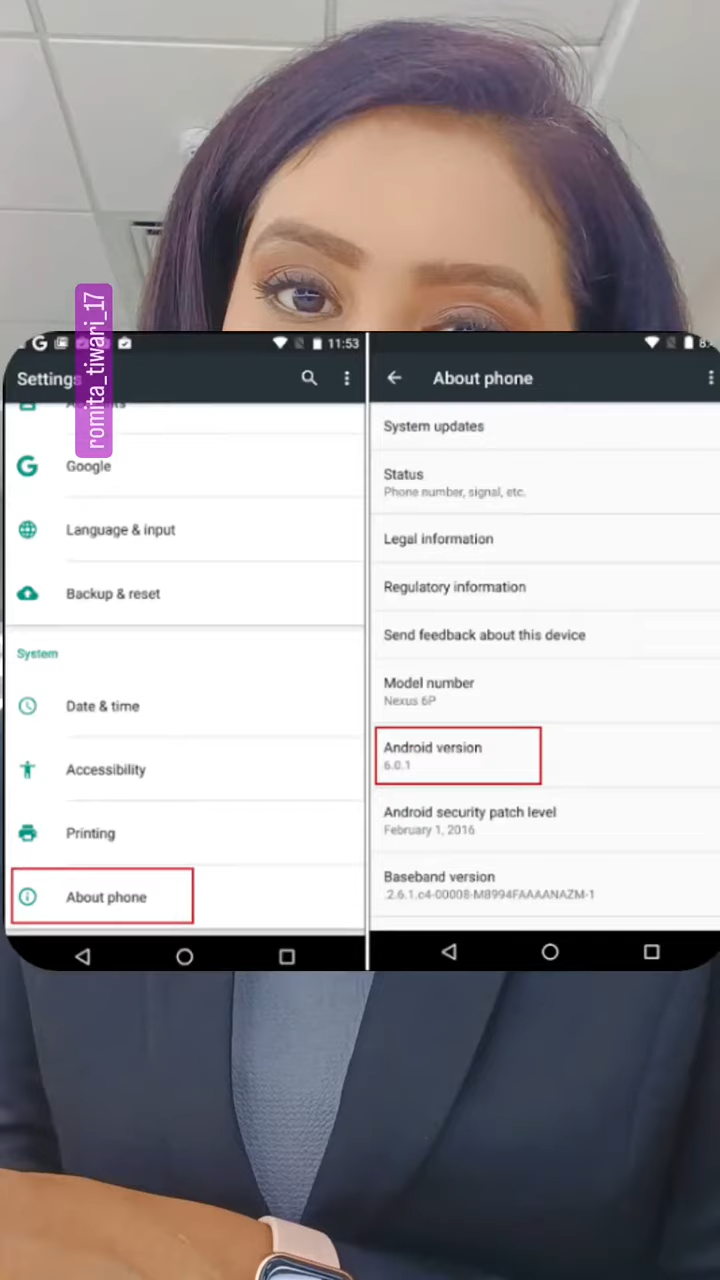 romita_tiwari_17
11:53
Settings
Google
Language & input
Backup & reset
System
Date & time
Accessibility
Printing
About phone
About phone
System updates
Status
Phone number, signal, etc.
Legal information
Regulatory information
Send feedback about this device
Model number
Nexus 6P
Android version
6.0.1
Android security patch level
February 1, 2016
Baseband version
.2.6.1.c4-00008-M8994FAAAANAZM-1